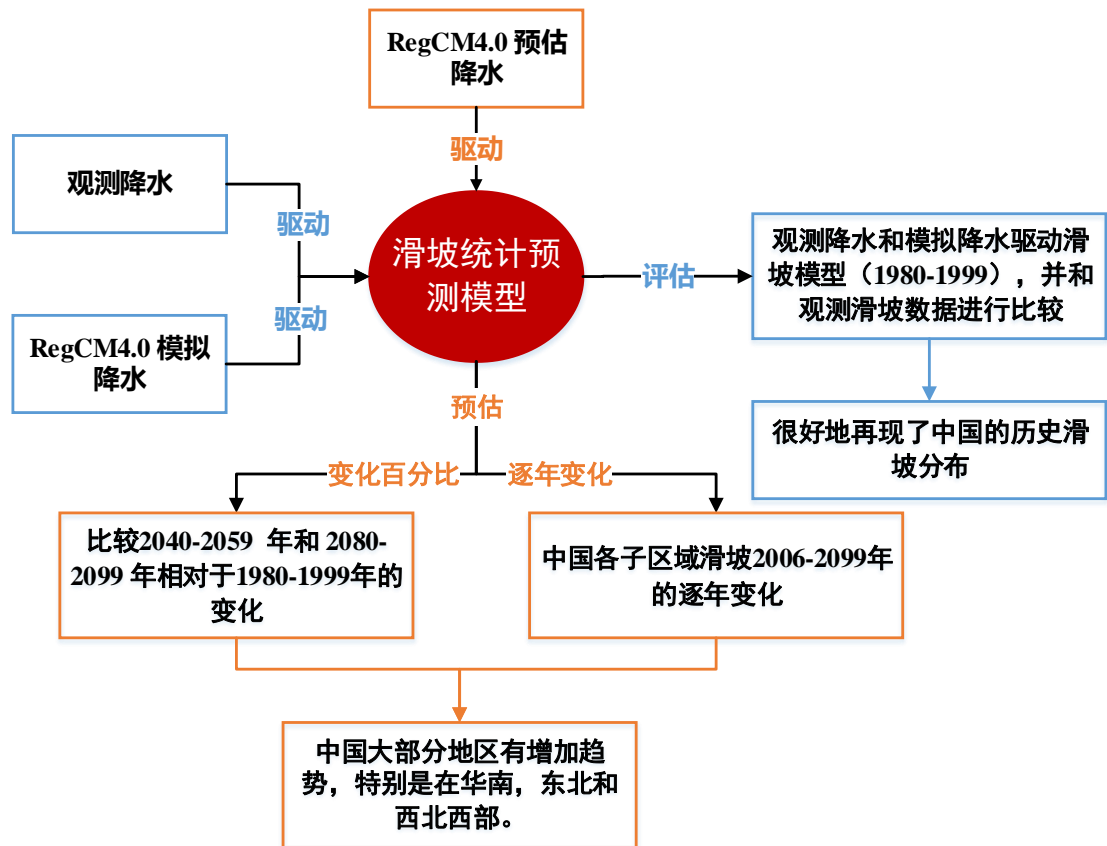 RegCM4.0 预估
降水
驱动
观测降水
驱动
滑坡统计预
测模型
评估
观测降水和模拟降水驱动滑
坡模型（1980-1999），并和
观测滑坡数据进行比较
驱动
RegCM4.0 模拟
降水
预估
很好地再现了中国的历史滑
坡分布
变化百分比
逐年变化
比较2040-2059 年和 2080-
2099 年相对于1980-1999年的
变化
中国各子区域滑坡2006-2099年
的逐年变化
中国大部分地区有增加趋
势，特别是在华南，东北和
西北西部。